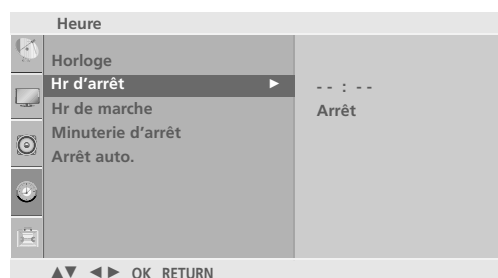 Heure
Horloge
Hr d'arrêt ►
- - : - -
Hr de marche
Arrêt
Minuterie d'arrêt
Arrêt auto.
▲▼ ◄► OK RETURN